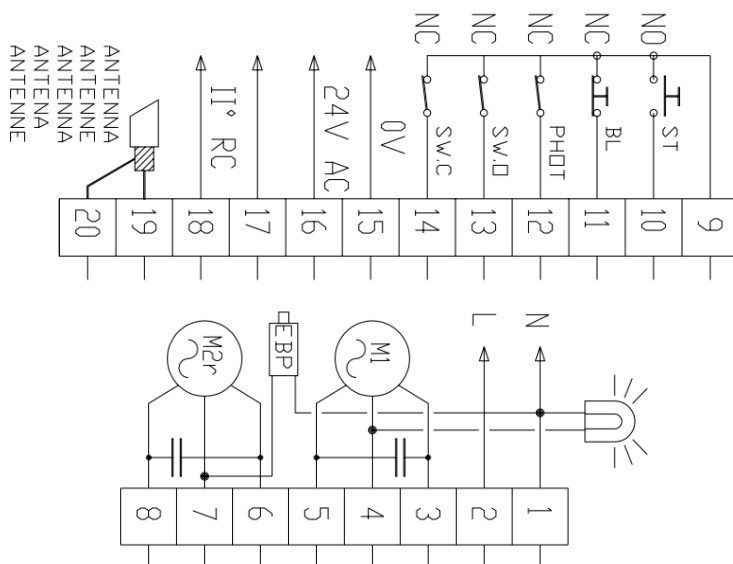 9
NO ST 10
NC BL 11
NC PHOT 12
NC SW.O 13
NC SW.C 14
0V 15
24V AC 16
17
II° RC 18
ANTENNA
ANTENNE
ANTENNA
ANTENA
ANTENNE
19
20
N 1
L 2
3
M1 4
5
EBP
6
M2r 7
8